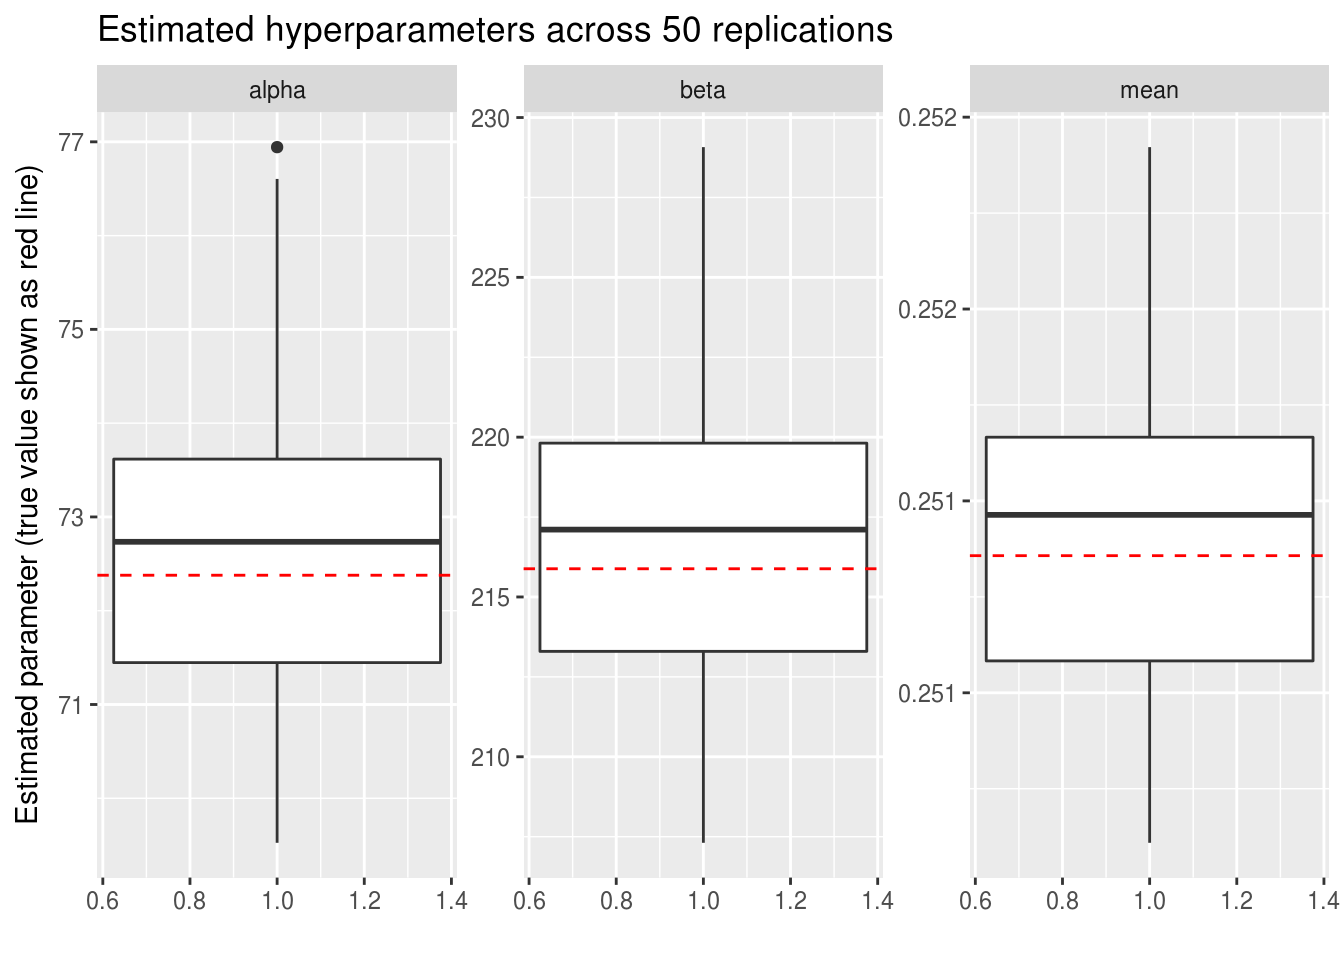 Estimated hyperparameters across 50 replications
Estimated parameter (true value shown as red line)
alpha
77
75
73
71
0.6 0.8 1.0 1.2 1.4
beta
230
225
220
215
210
0.6 0.8 1.0 1.2 1.4
mean
0.252
0.252
0.251
0.251
0.6 0.8 1.0 1.2 1.4